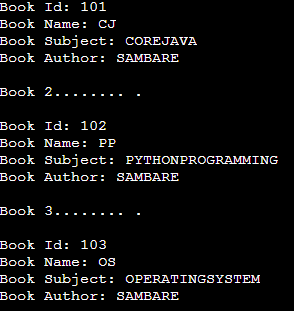 Book Id: 101
Book Name: CJ
Book Subject: COREJAVA
Book Author: SAMBARE
Book 2........ .
Book Id: 102
Book Name: PP
Book Subject: PYTHONPROGRAMMING
Book Author: SAMBARE
Book 3........ .
Book Id: 103
Book Name: OS
Book Subject: OPERATINGSYSTEM
Book Author: SAMBARE